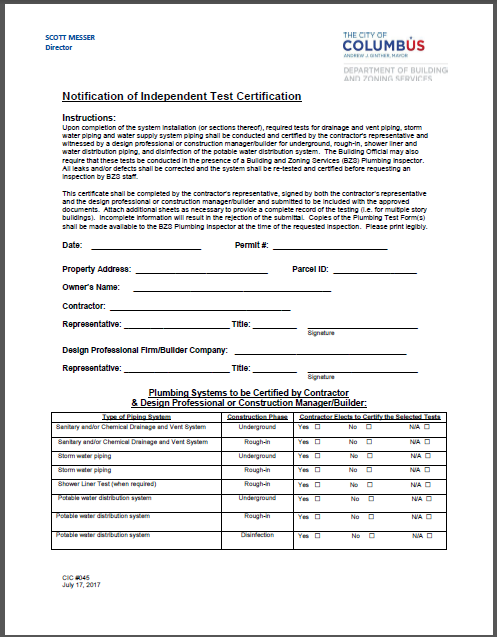 SCOTT MESSER
Director
THE CITY OF
COLUMBUS
ANDREW J. GINTHER, MAYOR
DEPARTMENT OF BUILDING
AND ZONING SERVICES
Notification of Independent Test Certification
Instructions:
Upon completion of the system installation (or sections thereof), required tests for drainage and vent piping, storm
water piping and water supply system piping shall be conducted and certified by the contractor's representative and
witnessed by a design professional or construction manager/builder for underground, rough-in, shower liner and
water distribution piping, and disinfection of the potable water distribution system. The Building Official may also
require that these tests be conducted in the presence of a Building and Zoning Services (BZS) Plumbing Inspector.
All leaks and/or defects shall be corrected and the system shall be re-tested and certified before requesting an
inspection by BZS staff.
This certificate shall be completed by the contractor's representative, signed by both the contractor's representative
and the design professional or construction manager/builder and submitted to be included with the approved
documents. Attach additional sheets as necessary to provide a complete record of the testing (i.e. for multiple story
buildings). Incomplete information will result in the rejection of the submittal. Copies of the Plumbing Test Form(s)
shall be made available to the BZS Plumbing Inspector at the time of the requested inspection. Please print legibly.
Date: ____________ Permit #: ____________
Property Address: ____________ Parcel ID: ____________
Owner's Name: ____________
Contractor: ____________
Representative: ____________ Title: ________ ____________
Signature
Design Professional Firm/Builder Company: ____________
Representative: ____________ Title: ________ ____________
Signature
Plumbing Systems to be Certified by Contractor
& Design Professional or Construction Manager/Builder:
Type of Piping System Construction Phase Contractor Elects to Certify the Selected Tests
Sanitary and/or Chemical Drainage and Vent System Underground Yes ☐ No ☐ N/A ☐
Sanitary and/or Chemical Drainage and Vent System Rough-in Yes ☐ No ☐ N/A ☐
Storm water piping Underground Yes ☐ No ☐ N/A ☐
Storm water piping Rough-in Yes ☐ No ☐ N/A ☐
Shower Liner Test (when required) Rough-in Yes ☐ No ☐ N/A ☐
Potable water distribution system Underground Yes ☐ No ☐ N/A ☐
Potable water distribution system Rough-in Yes ☐ No ☐ N/A ☐
Potable water distribution system Disinfection Yes ☐ No ☐ N/A ☐
CIC #045
July 17, 2017